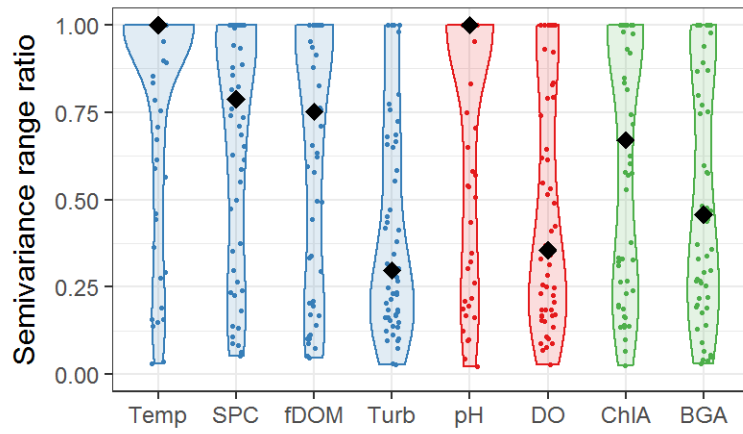 Semivariance range ratio
1.00
0.75
0.50
0.25
0.00
Temp SPC fDOM Turb pH DO ChlA BGA